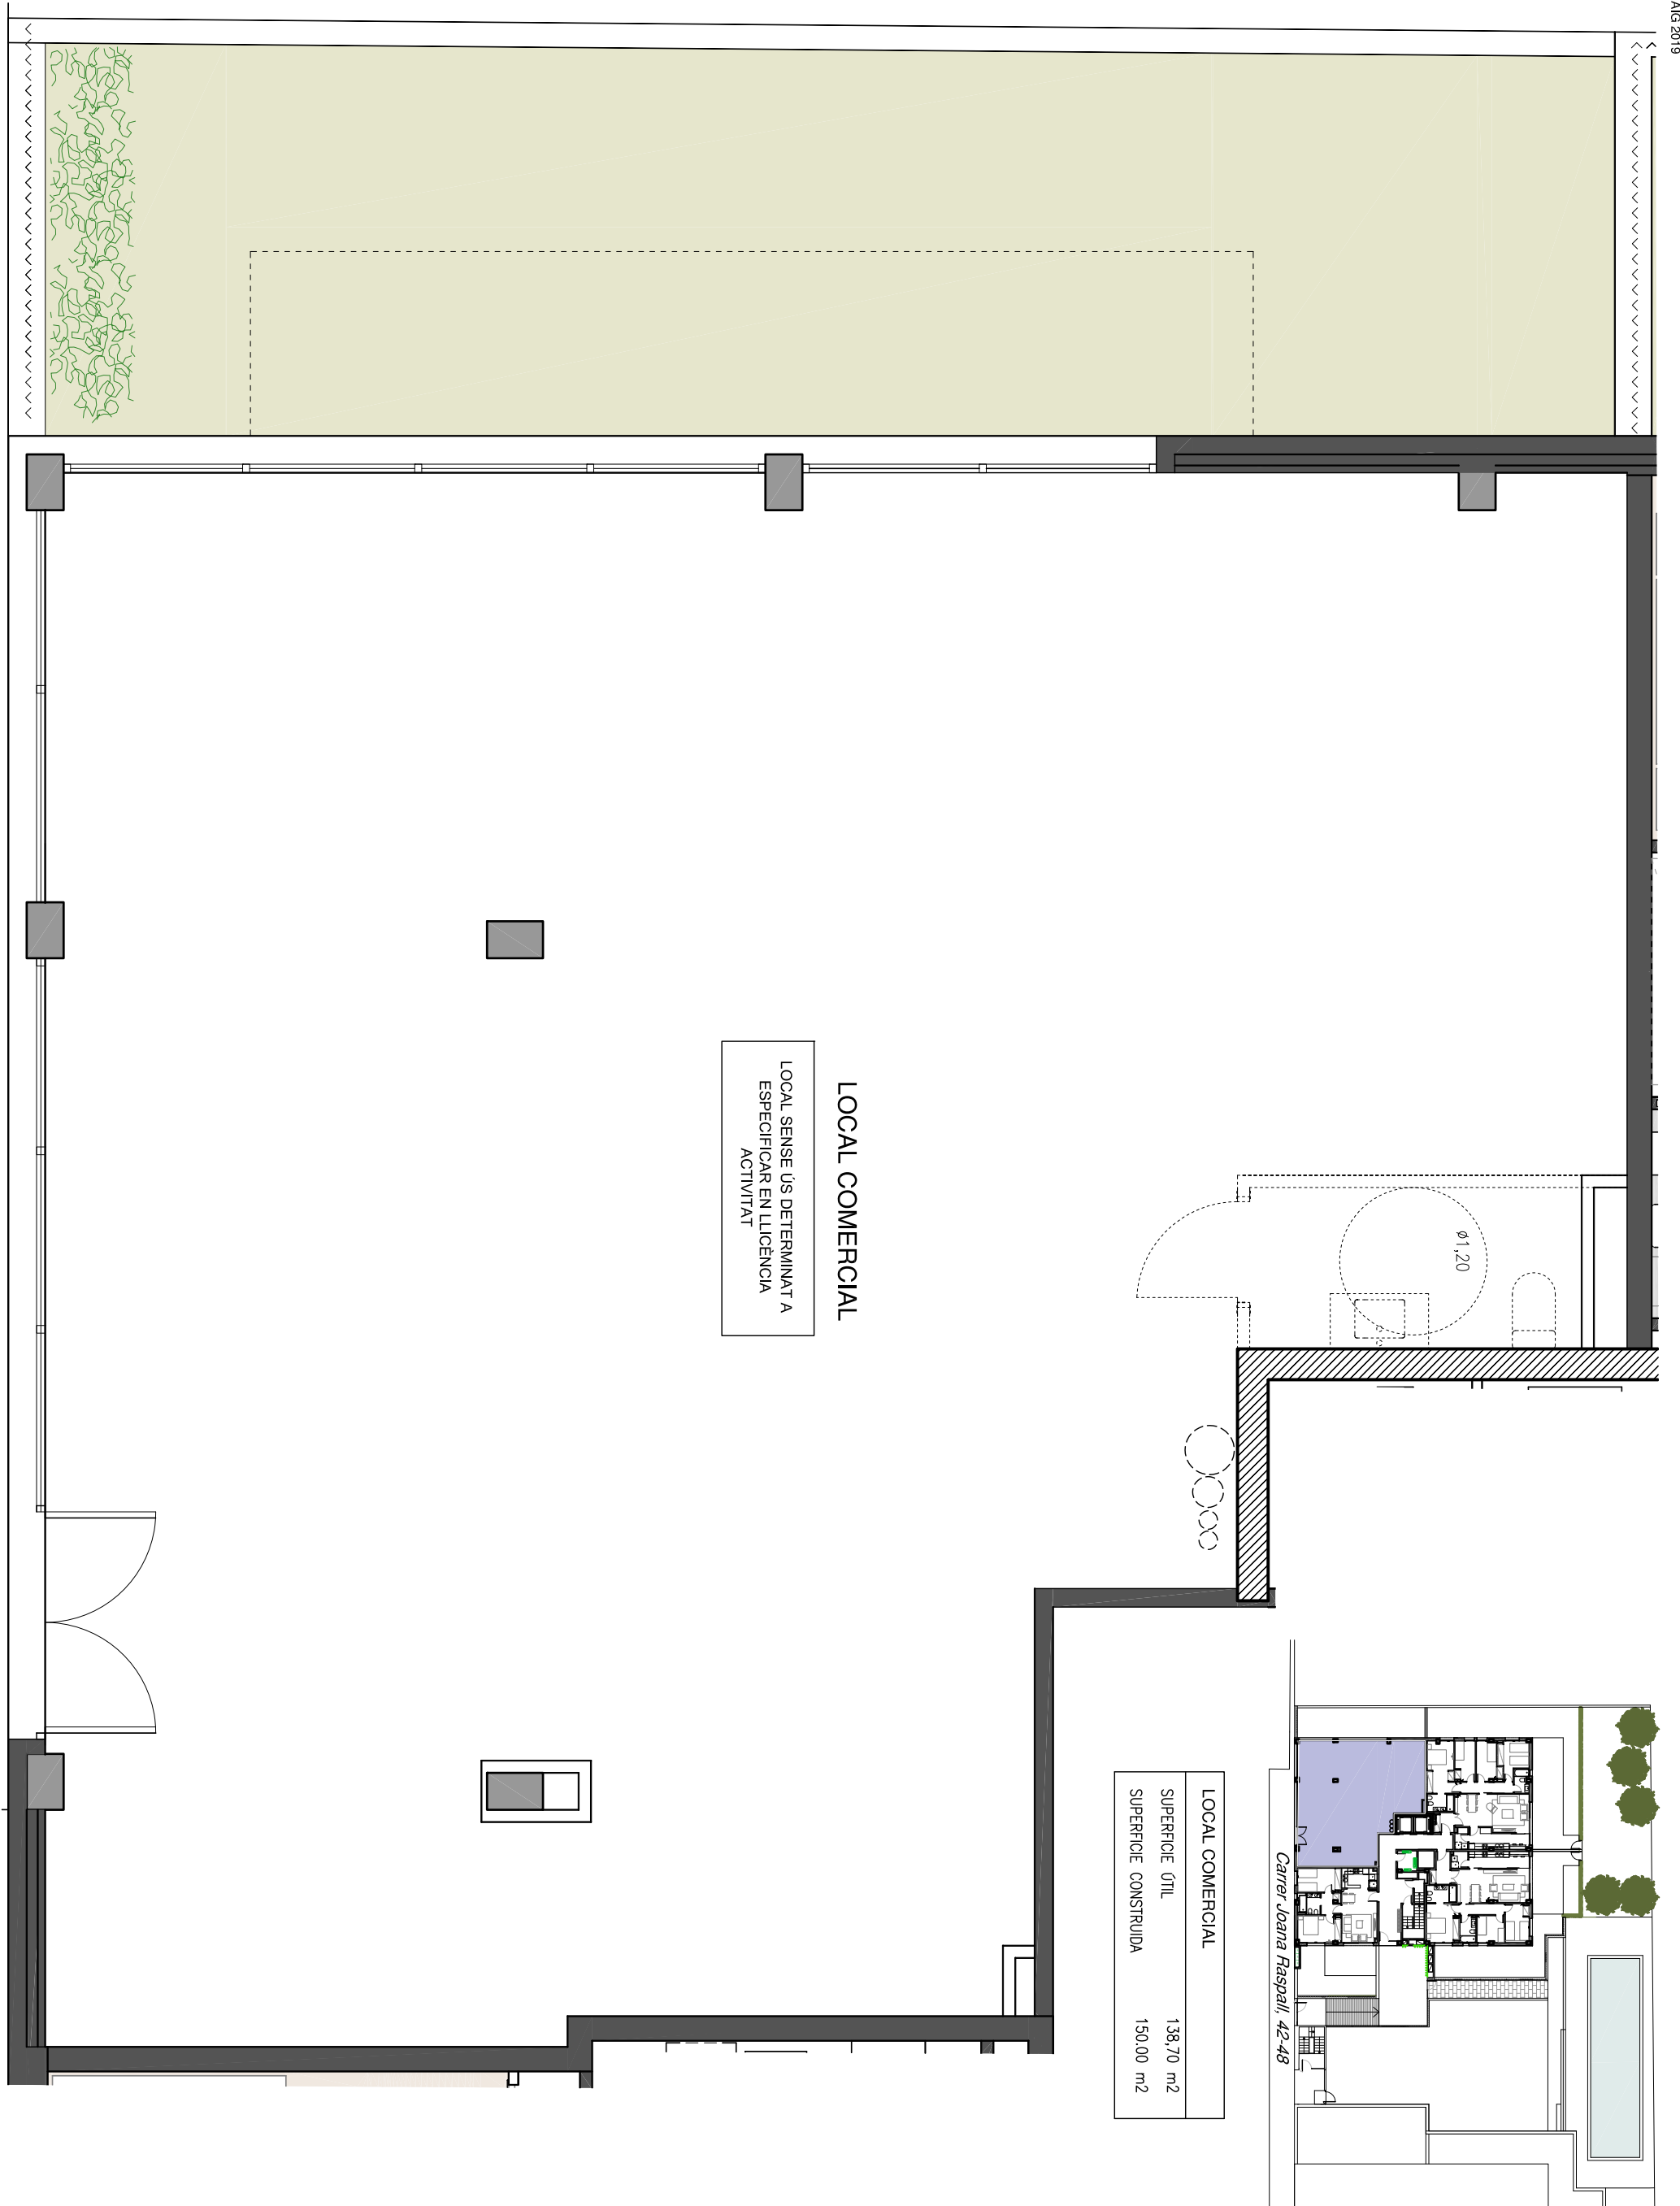 AIG 2019
LOCAL COMERCIAL
LOCAL SENSE ÚS DETERMINAT A
ESPECIFICAR EN LLICÈNCIA
ACTIVITAT
ø1,20
LOCAL COMERCIAL
SUPERFICIE ÚTIL 138,70 m2
SUPERFICIE CONSTRUIDA 150.00 m2
Carrer Joana Raspall, 42-48